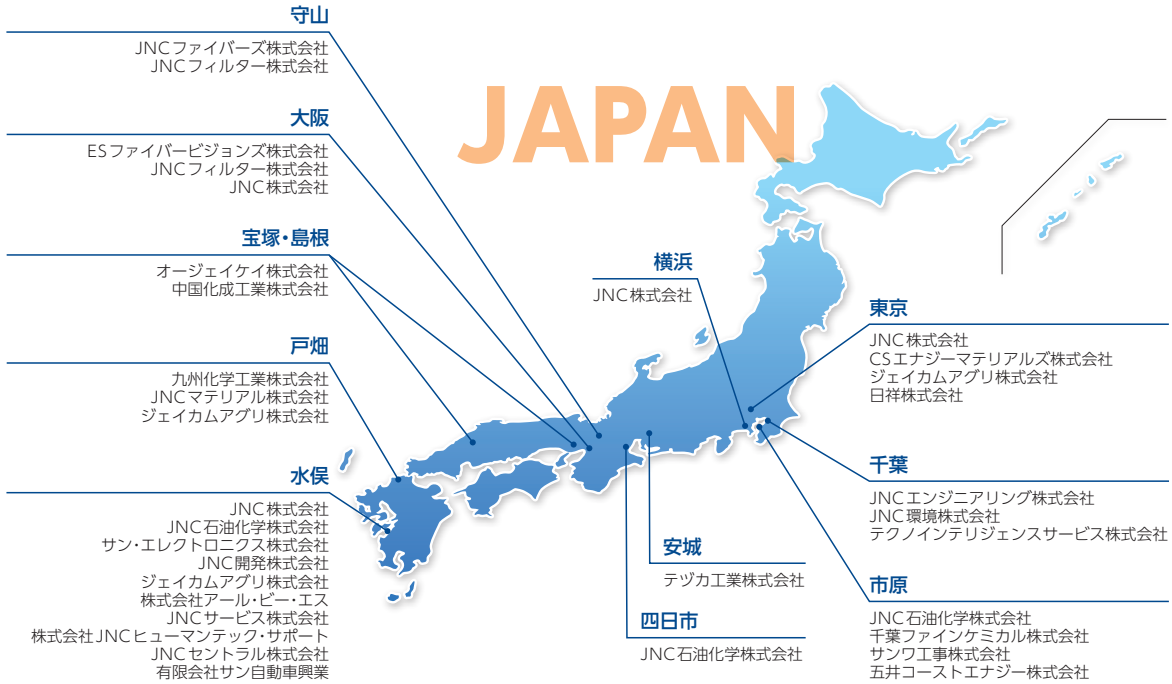 守山
JNCファイバーズ株式会社
JNCフィルター株式会社
大阪
ESファイバービジョンズ株式会社
JNCフィルター株式会社
JNC株式会社
宝塚・島根
オージェイケイ株式会社
中国化成工業株式会社
戸畑
九州化学工業株式会社
JNCマテリアル株式会社
ジェイカムアグリ株式会社
水俣
JNC株式会社
JNC石油化学株式会社
サン・エレクトロニクス株式会社
JNC開発株式会社
ジェイカムアグリ株式会社
株式会社アール・ビー・エス
JNCサービス株式会社
株式会社JNCヒューマンテック・サポート
JNCセントラル株式会社
有限会社サン自動車興業
JAPAN
横浜
JNC株式会社
安城
テヅカ工業株式会社
四日市
JNC石油化学株式会社
東京
JNC株式会社
CSエナジーマテリアルズ株式会社
ジェイカムアグリ株式会社
日祥株式会社
千葉
JNCエンジニアリング株式会社
JNC環境株式会社
テクノインテリジェンスサービス株式会社
市原
JNC石油化学株式会社
千葉ファインケミカル株式会社
サンワ工事株式会社
五井コーストエナジー株式会社